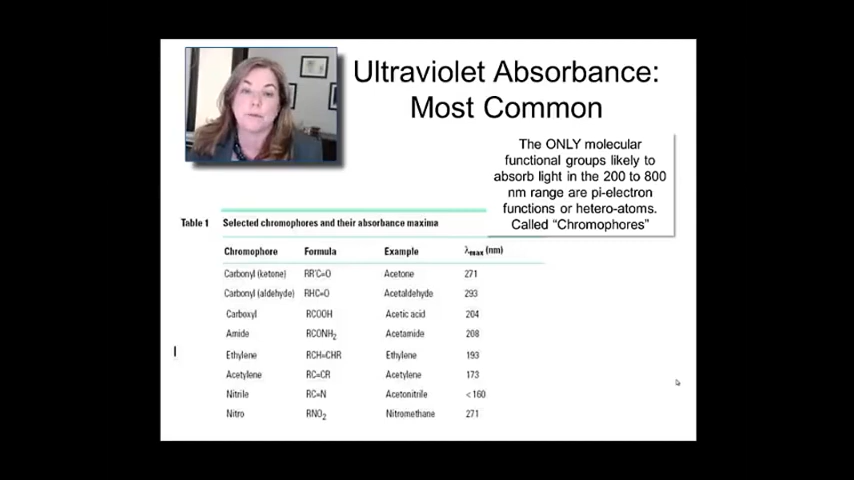 Ultraviolet Absorbance:
Most Common
The ONLY molecular
functional groups likely to
absorb light in the 200 to 800
nm range are pi-electron
functions or hetero-atoms.
Called “Chromophores”
Table 1 Selected chromophores and their absorbance maxima
Chromophore Formula Example λmax (nm)
Carbonyl (ketone) RR'C=O Acetone 271
Carbonyl (aldehyde) RHC=O Acetaldehyde 293
Carboxyl RCOOH Acetic acid 204
Amide RCONH2 Acetamide 208
Ethylene RCH=CHR Ethylene 193
Acetylene RC=CR Acetylene 173
Nitrile RC=N Acetonitrile <160
Nitro RNO2 Nitromethane 271